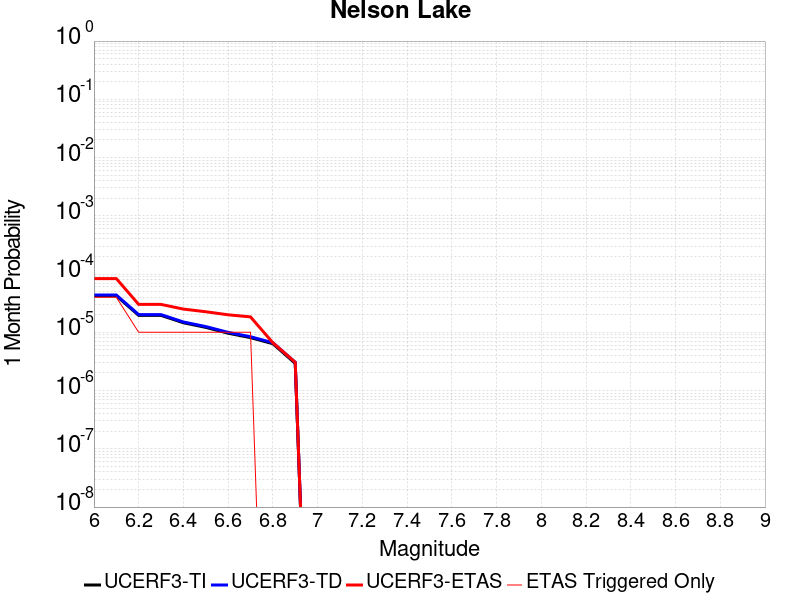 Nelson Lake
10^0
10^-1
10^-2
10^-3
10^-4
10^-5
10^-6
10^-7
10^-8
1 Month Probability
6 6.2 6.4 6.6 6.8 7 7.2 7.4 7.6 7.8 8 8.2 8.4 8.6 8.8 9
Magnitude
UCERF3-TI UCERF3-TD UCERF3-ETAS ETAS Triggered Only